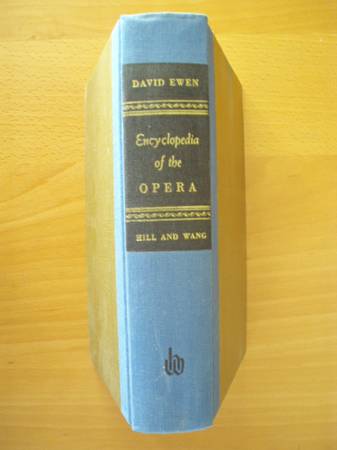 DAVID EWEN
Encyclopedia
of the
OPERA
HILL AND WANG